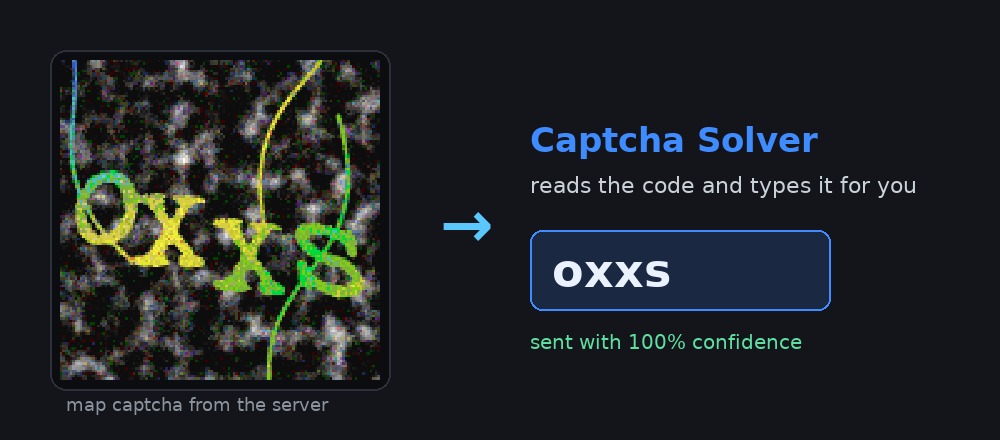 OXXS
map captcha from the server
→
Captcha Solver
reads the code and types it for you
oxxs
sent with 100% confidence